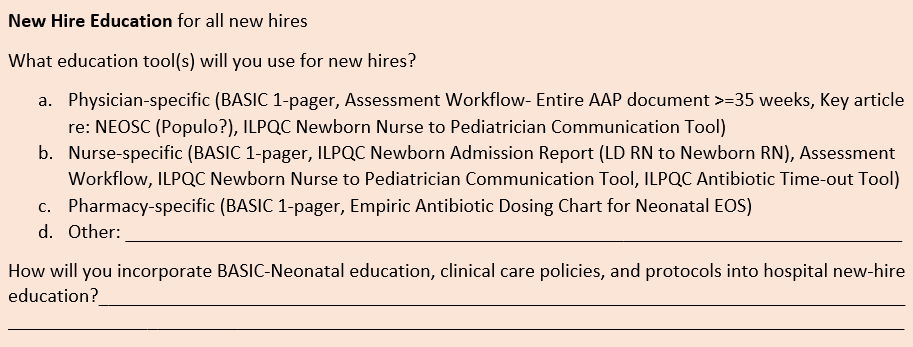 New Hire Education for all new hires
What education tool(s) will you use for new hires?
a. Physician-specific (BASIC 1-pager, Assessment Workflow- Entire AAP document >=35 weeks, Key article
re: NEOSC (Populo?), ILPQC Newborn Nurse to Pediatrician Communication Tool)
b. Nurse-specific (BASIC 1-pager, ILPQC Newborn Admission Report (LD RN to Newborn RN), Assessment
Workflow, ILPQC Newborn Nurse to Pediatrician Communication Tool, ILPQC Antibiotic Time-out Tool)
c. Pharmacy-specific (BASIC 1-pager, Empiric Antibiotic Dosing Chart for Neonatal EOS)
d. Other:
How will you incorporate BASIC-Neonatal education, clinical care policies, and protocols into hospital new-hire
education?